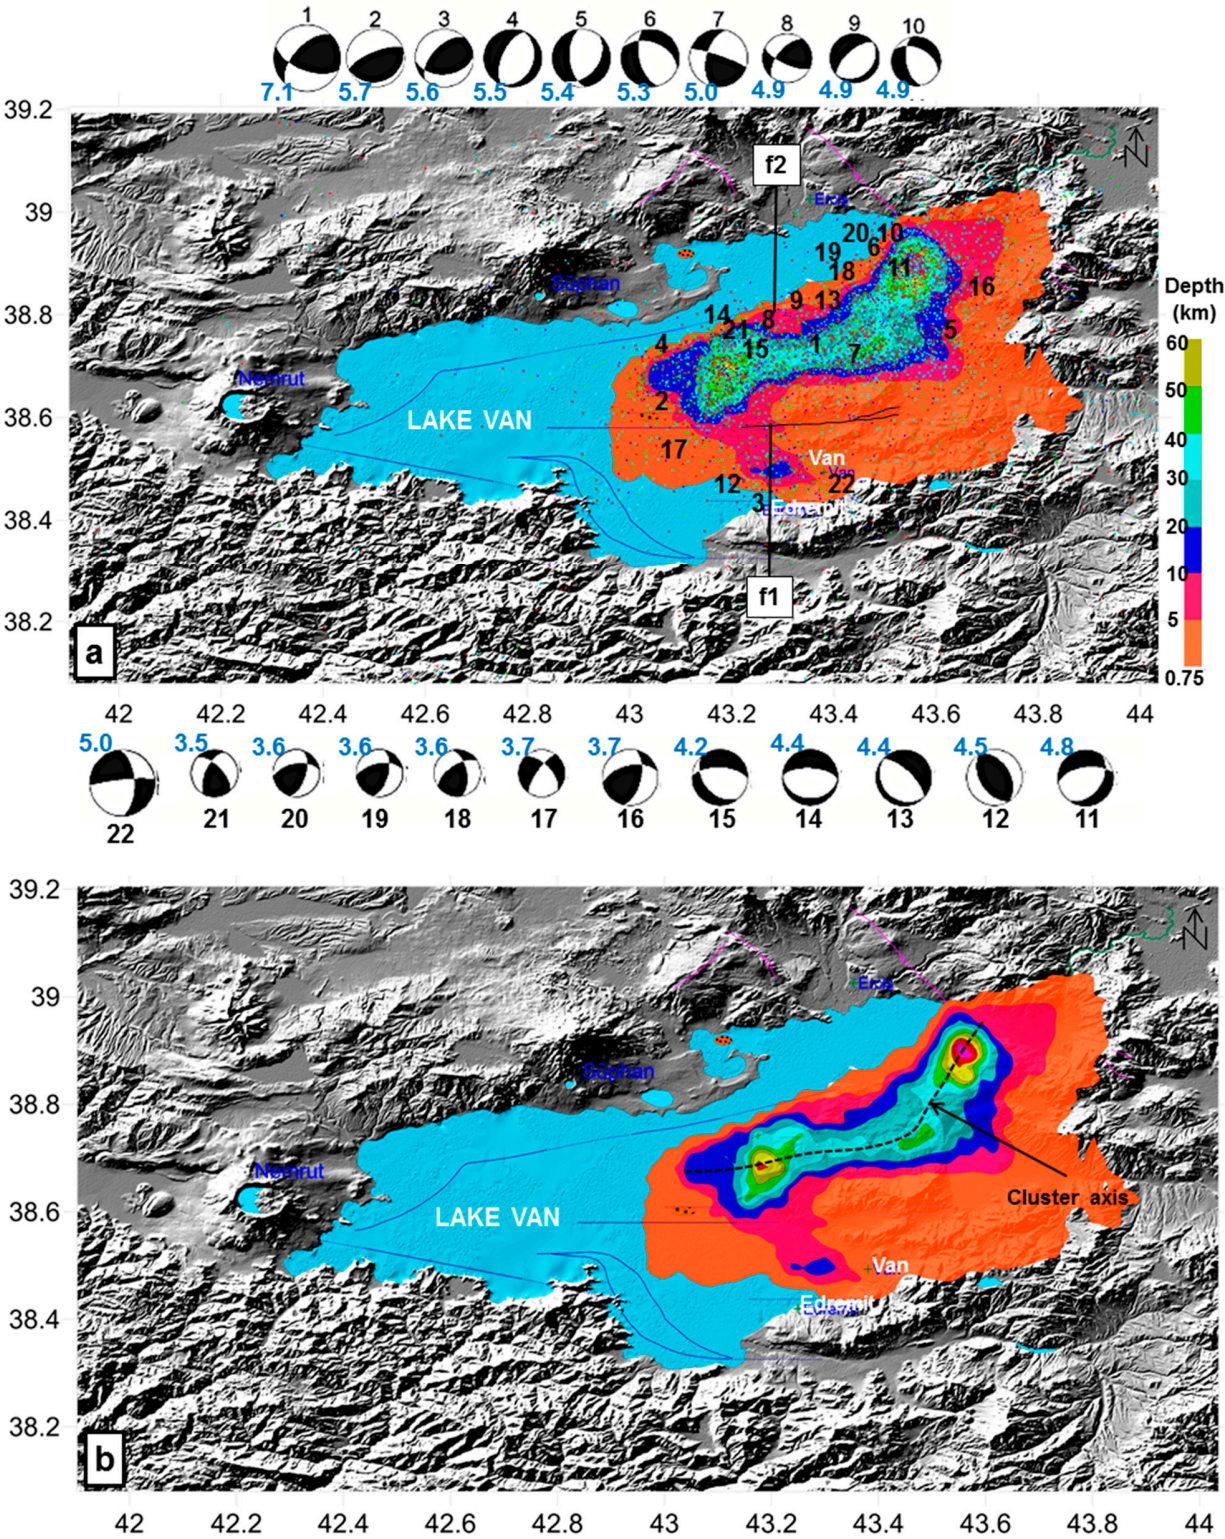 1 2 3 4 5 6 7 8 9 10
7.1 5.7 5.6 5.5 5.4 5.3 5.0 4.9 4.9 4.9
39.2
39
38.8
38.6
38.4
38.2
f2
Erciş
N
20 10
19 6
18 11
16
9 13
14 8
21 1 5
4 15 7
2
17
12 22
3
Süphan
Nemrut
LAKE VAN
Van
Van
Edremit
f1
a
Depth
(km)
60
50
40
30
20
10
5
0.75
42 42.2 42.4 42.6 42.8 43 43.2 43.4 43.6 43.8 44
5.0 3.5 3.6 3.6 3.6 3.7 3.7 4.2 4.4 4.4 4.5 4.8
22 21 20 19 18 17 16 15 14 13 12 11
39.2
39
38.8
38.6
38.4
38.2
N
Erciş
Süphan
Nemrut
LAKE VAN
Cluster axis
Van
Edremit
Edremit
b
42 42.2 42.4 42.6 42.8 43 43.2 43.4 43.6 43.8 44